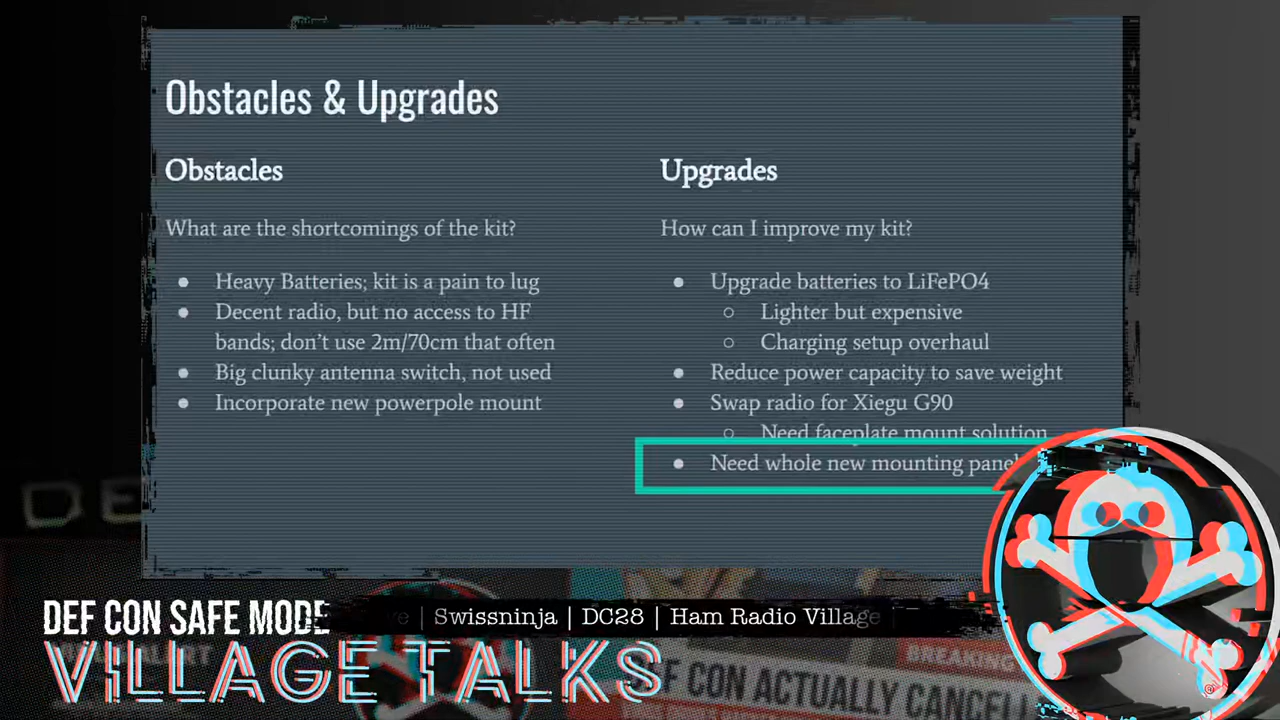 Obstacles & Upgrades
Obstacles
What are the shortcomings of the kit?
Heavy Batteries; kit is a pain to lug
Decent radio, but no access to HF
bands; don't use 2m/70cm that often
Big clunky antenna switch, not used
Incorporate new powerpole mount
Upgrades
How can I improve my kit?
Upgrade batteries to LiFePO4
Lighter but expensive
Charging setup overhaul
Reduce power capacity to save weight
Swap radio for Xiegu G90
Need faceplate mount solution
Need whole new mounting panel
DEF CON SAFE MODE
| Swissninja | DC28 | Ham Radio Village
VILLAGE TALKS
BREAKING
DEF CON ACTUALLY